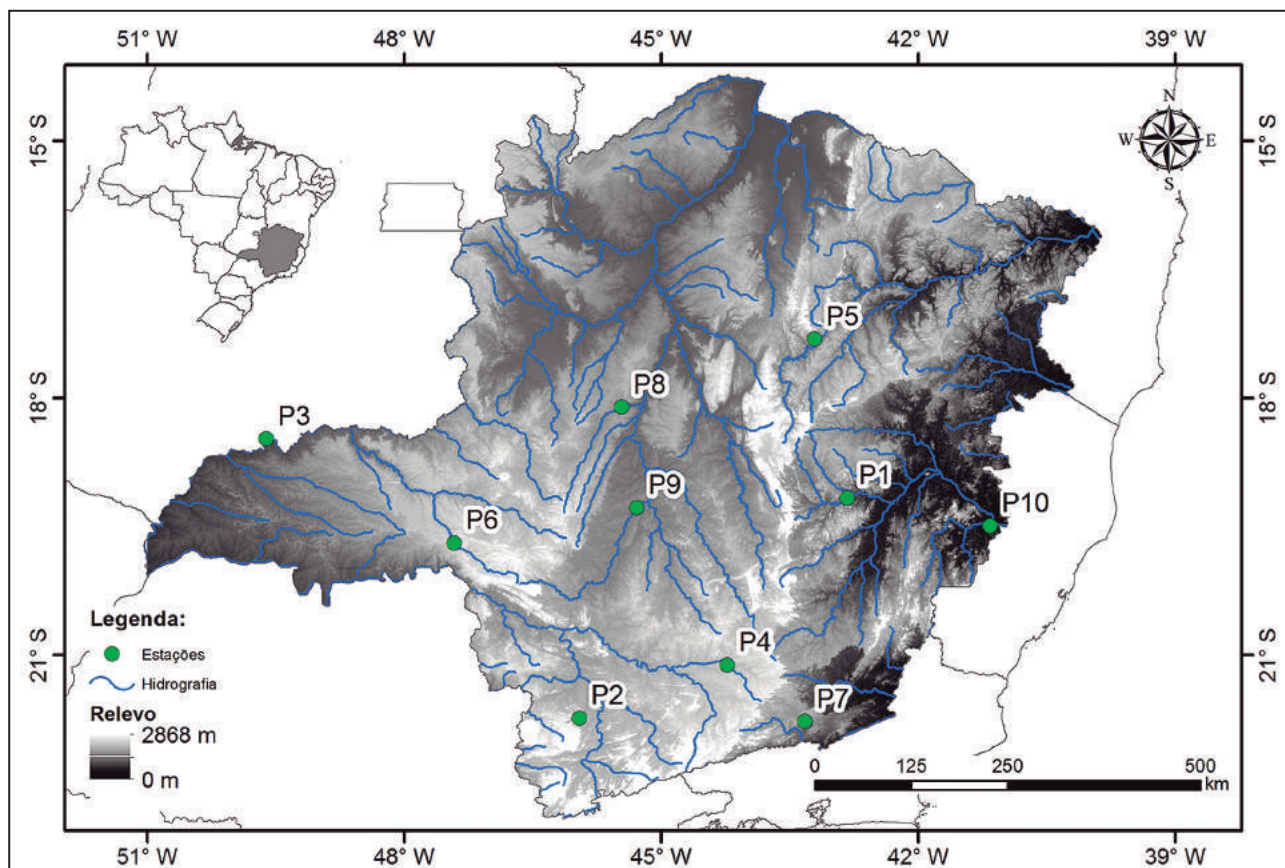 51° W 48° W 45° W 42° W 39° W
N
W E
S
15° S 15° S
P5
P8
18° S 18° S
P3
P1
P9
P10
P6
Legenda:
Estações
Hidrografia
Relevo
2868 m
0 m
P4
21° S 21° S
P2
P7
0 125 250 500
km
51° W 48° W 45° W 42° W 39° W